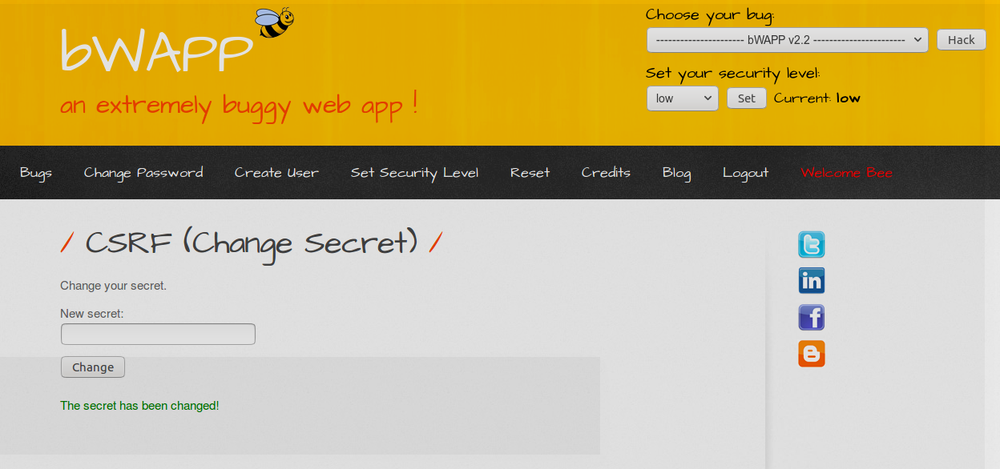 bWAPP
an extremely buggy web app !
Choose your bug:
---------------------- bWAPP v2.2 ----------------------- Hack
Set your security level:
low Set Current: low
Bugs Change Password Create User Set Security Level Reset Credits Blog Logout Welcome Bee
/ CSRF (Change Secret) /
Change your secret.
New secret:
Change
The secret has been changed!